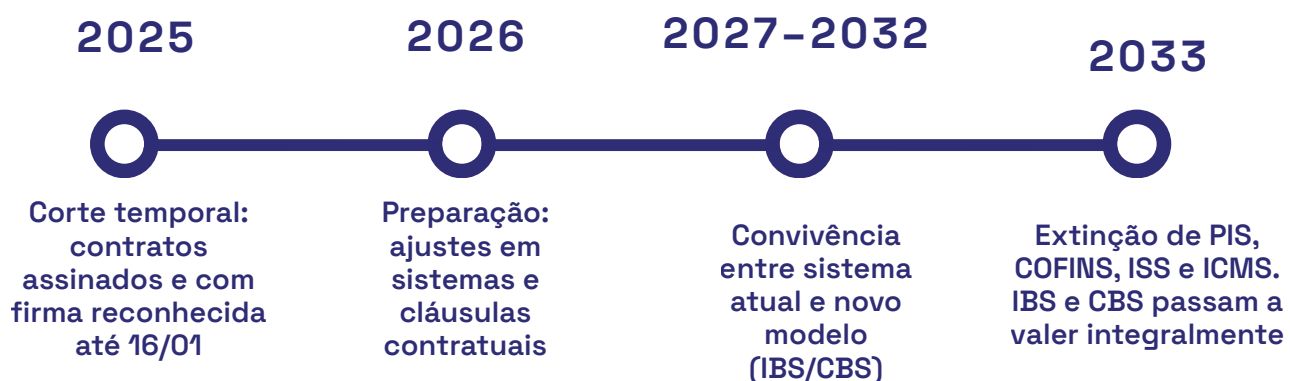 2025
Corte temporal:
contratos
assinados e com
firma reconhecida
até 16/01
2026
Preparação:
ajustes em
sistemas e
cláusulas
contratuais
2027–2032
Convivência
entre sistema
atual e novo
modelo
(IBS/CBS)
2033
Extinção de PIS,
COFINS, ISS e ICMS.
IBS e CBS passam a
valer integralmente